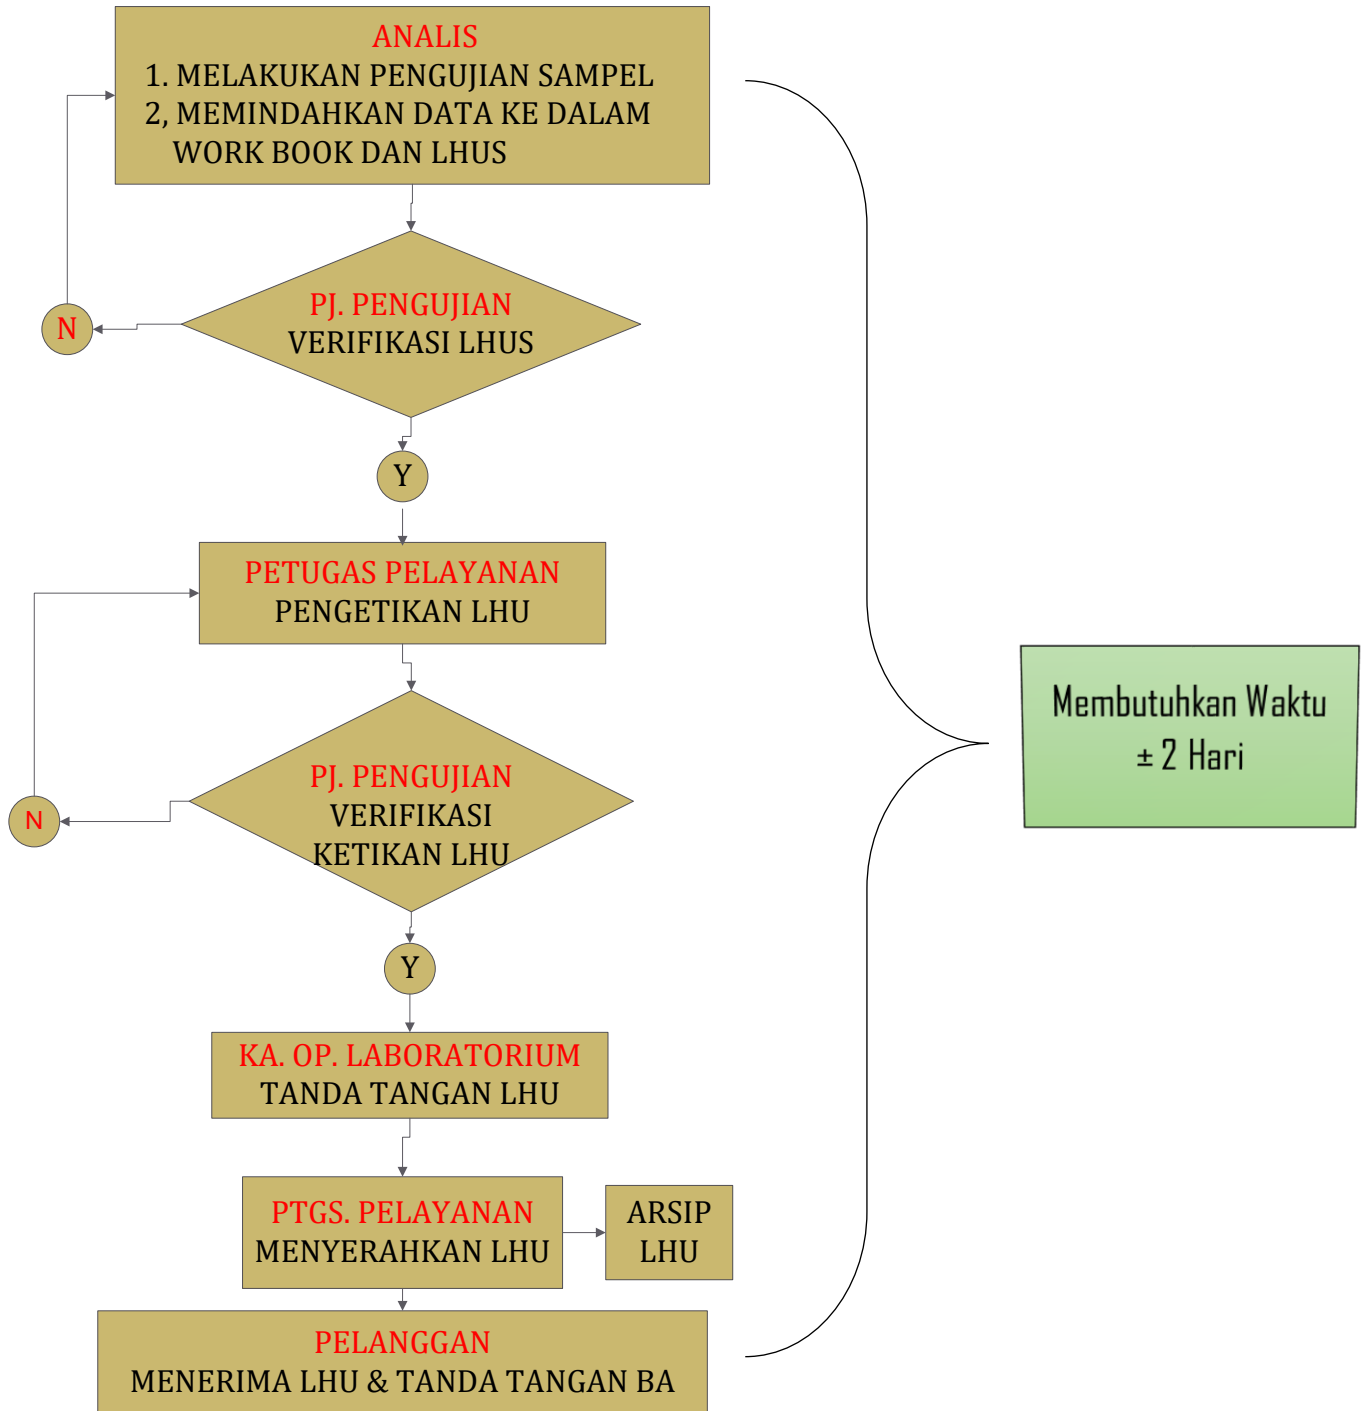 ANALIS
1. MELAKUKAN PENGUJIAN SAMPEL
2, MEMINDAHKAN DATA KE DALAM
WORK BOOK DAN LHUS
PJ. PENGUJIAN
VERIFIKASI LHUS
N
Y
PETUGAS PELAYANAN
PENGETIKAN LHU
PJ. PENGUJIAN
VERIFIKASI
KETIKAN LHU
N
Y
KA. OP. LABORATORIUM
TANDA TANGAN LHU
PTGS. PELAYANAN
MENYERAHKAN LHU
ARSIP
LHU
PELANGGAN
MENERIMA LHU & TANDA TANGAN BA
Membutuhkan Waktu
± 2 Hari